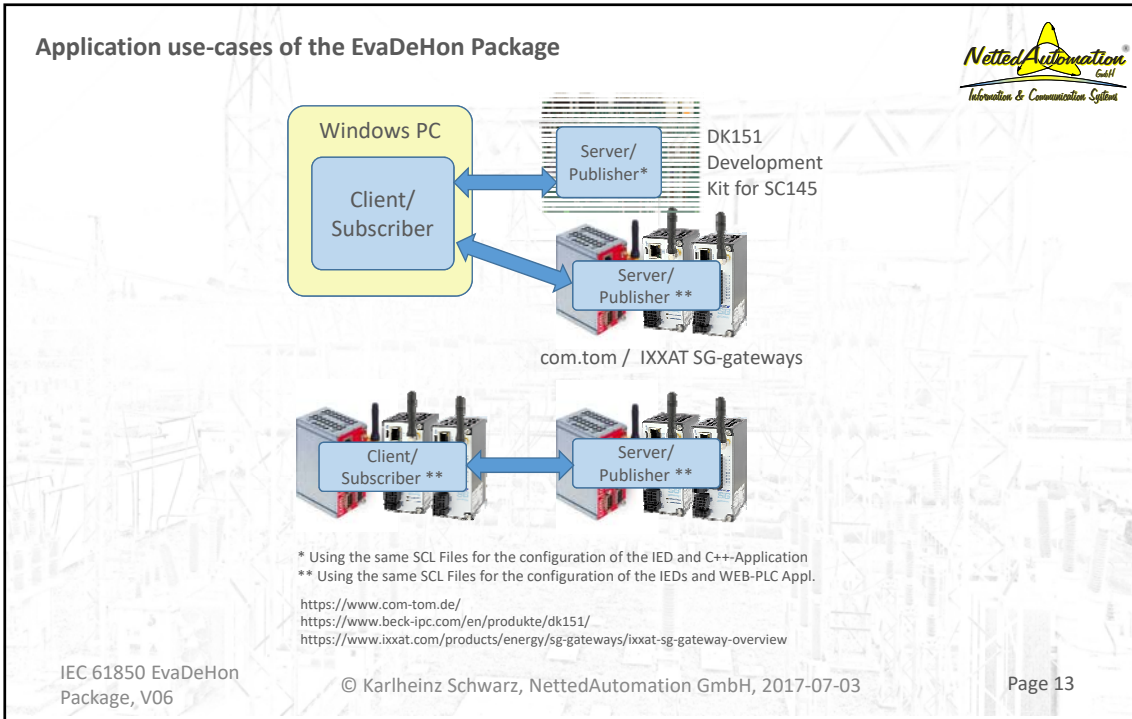 Application use-cases of the EvaDeHon Package
NettedAutomation®
GmbH
Information & Communication Systems
Windows PC
Client/
Subscriber
Server/
Publisher*
DK151
Development
Kit for SC145
Server/
Publisher **
com.tom / IXXAT SG-gateways
Client/
Subscriber **
Server/
Publisher **
* Using the same SCL Files for the configuration of the IED and C++-Application
** Using the same SCL Files for the configuration of the IEDs and WEB-PLC Appl.
https://www.com-tom.de/
https://www.beck-ipc.com/en/produkte/dk151/
https://www.ixxat.com/products/energy/sg-gateways/ixxat-sg-gateway-overview
IEC 61850 EvaDeHon
Package, V06
© Karlheinz Schwarz, NettedAutomation GmbH, 2017-07-03
Page 13